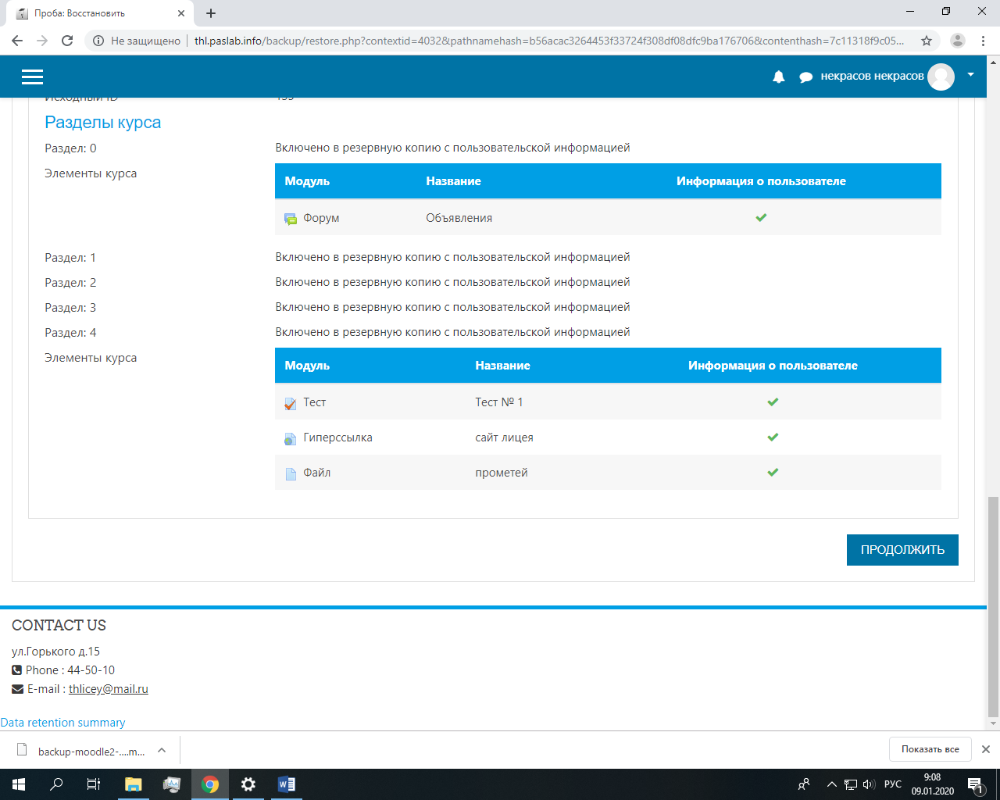 Проба: Восстановить
Не защищено thl.paslab.info/backup/restore.php?contextid=4032&pathnamehash=b56acac3264453f33724f308df08dfc9ba176706&contenthash=7c11318f9c05...
некрасов некрасов
Разделы курса
Раздел: 0 Включено в резервную копию с пользовательской информацией
Элементы курса
Модуль Название Информация о пользователе
Форум Объявления
Раздел: 1 Включено в резервную копию с пользовательской информацией
Раздел: 2 Включено в резервную копию с пользовательской информацией
Раздел: 3 Включено в резервную копию с пользовательской информацией
Раздел: 4 Включено в резервную копию с пользовательской информацией
Элементы курса
Модуль Название Информация о пользователе
Тест Тест № 1
Гиперссылка сайт лицея
Файл прометей
ПРОДОЛЖИТЬ
CONTACT US
ул.Горького д.15
Phone : 44-50-10
E-mail : thlicey@mail.ru
Data retention summary
backup-moodle2-....m... Показать все
РУС 9:08
09.01.2020
1